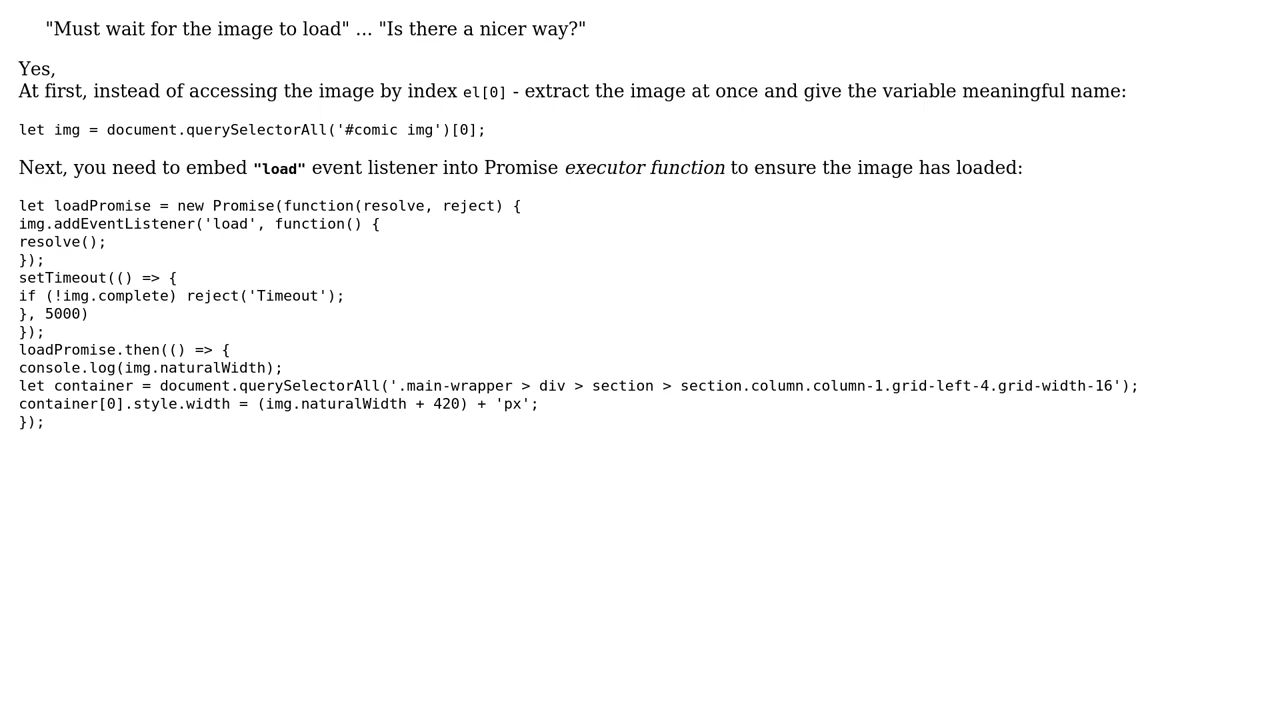 "Must wait for the image to load" ... "Is there a nicer way?"
Yes,
At first, instead of accessing the image by index el[0] - extract the image at once and give the variable meaningful name:
let img = document.querySelectorAll('#comic img')[0];
Next, you need to embed "load" event listener into Promise executor function to ensure the image has loaded:
let loadPromise = new Promise(function(resolve, reject) {
img.addEventListener('load', function() {
resolve();
});
setTimeout(() => {
if (!img.complete) reject('Timeout');
}, 5000)
});
loadPromise.then(() => {
console.log(img.naturalWidth);
let container = document.querySelectorAll('.main-wrapper > div > section > section.column.column-1.grid-left-4.grid-width-16');
container[0].style.width = (img.naturalWidth + 420) + 'px';
});